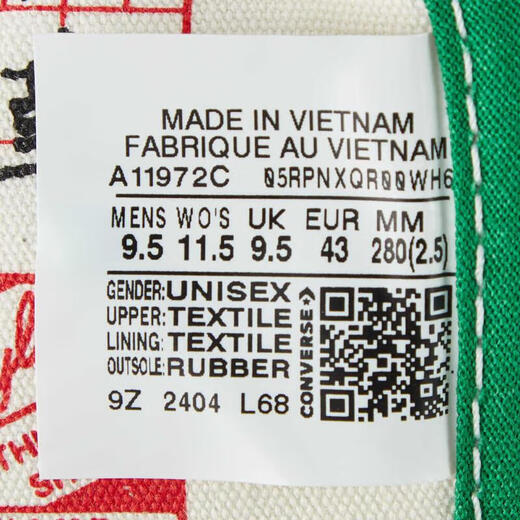 MADE IN VIETNAM
FABRIQUE AU VIETNAM
A11972C 05RPNXQR00WH6
MENS WO'S UK EUR MM
9.5 11.5 9.5 43 280(2.5)
GENDER:UNISEX
UPPER:TEXTILE
LINING:TEXTILE
OUTSOLE:RUBBER
9Z 2404 L68
CONVERSE